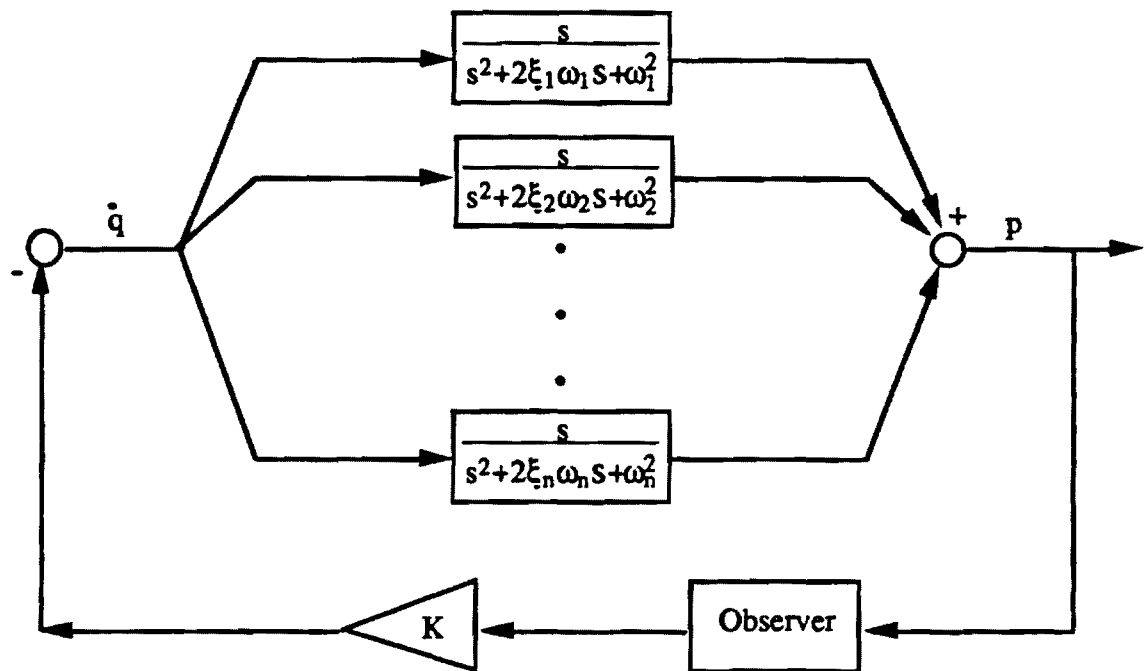 s
s²+2ξ₁ω₁s+ω₁²
s
s²+2ξ₂ω₂s+ω₂²
q̇
+
p
-
s
s²+2ξₙωₙs+ωₙ²
K
Observer